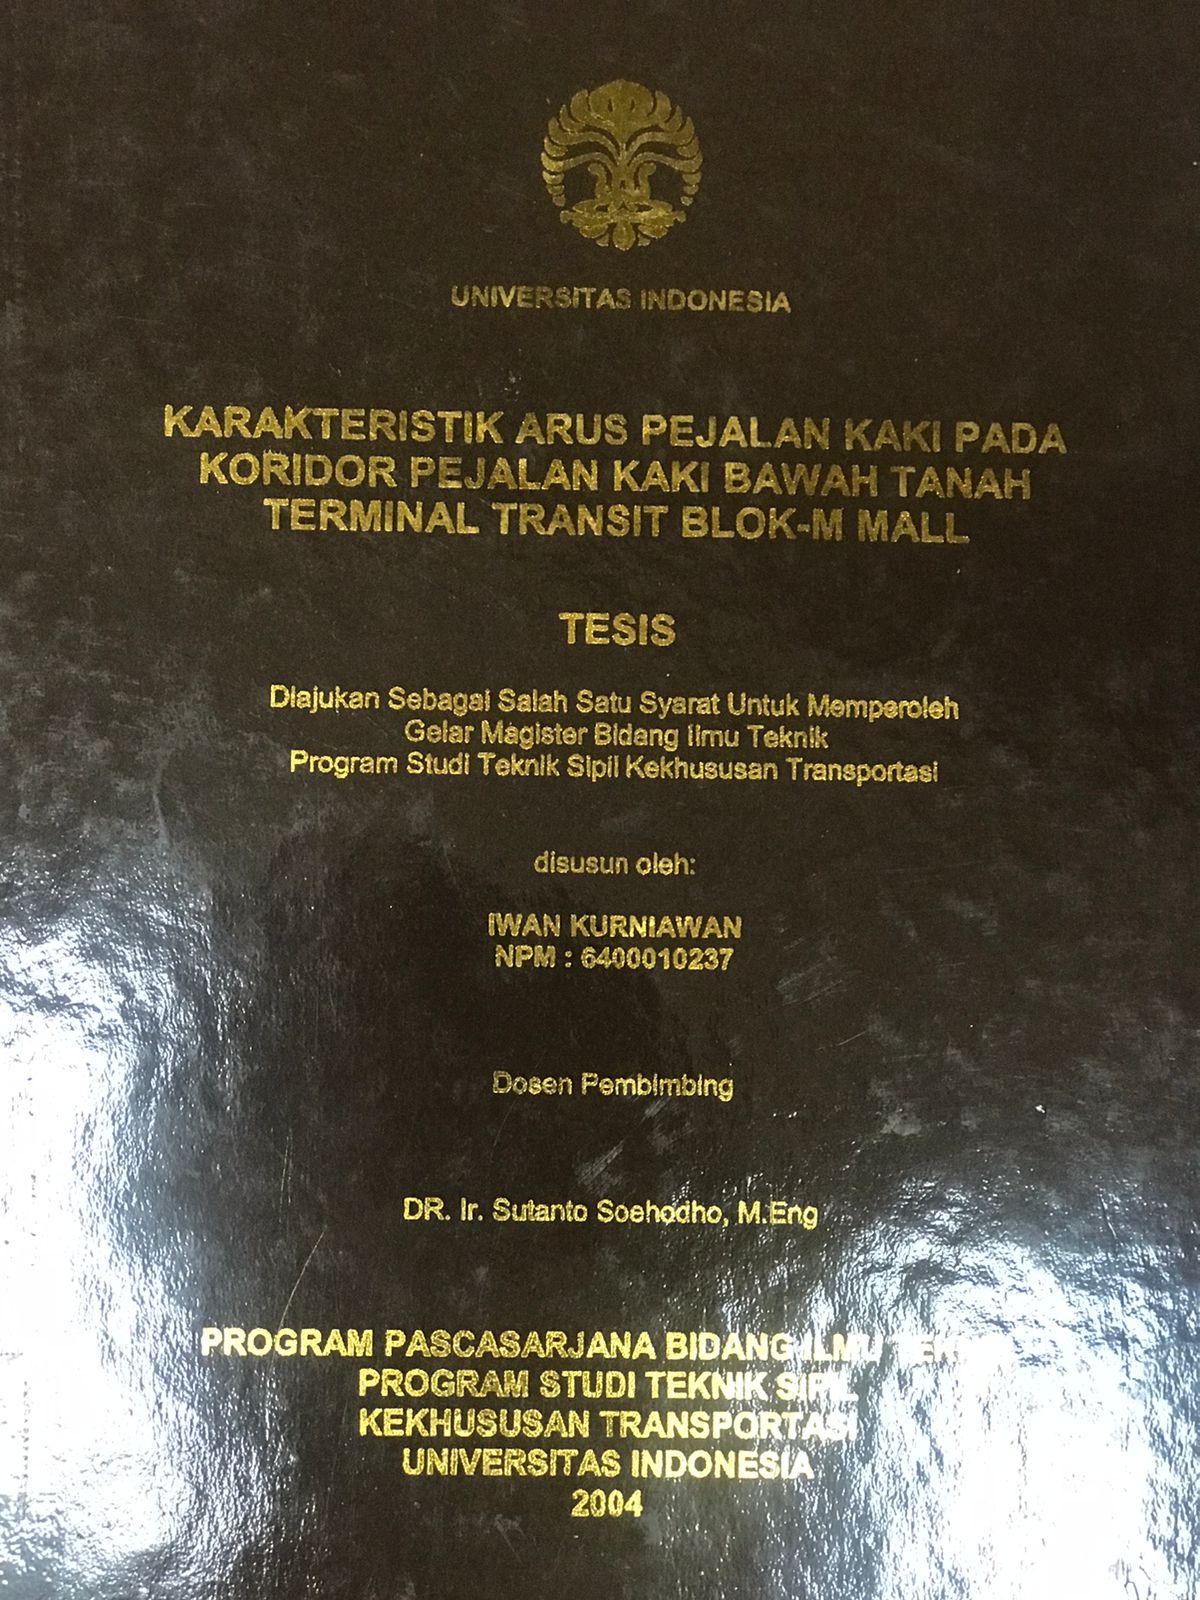 UNIVERSITAS INDONESIA
KARAKTERISTIK ARUS PEJALAN KAKI PADA
KORIDOR PEJALAN KAKI BAWAH TANAH
TERMINAL TRANSIT BLOK-M MALL
TESIS
Diajukan Sebagai Salah Satu Syarat Untuk Memperoleh
Gelar Magister Bidang Ilmu Teknik
Program Studi Teknik Sipil Kekhususan Transportasi
disusun oleh:
IWAN KURNIAWAN
NPM : 6400010237
Dosen Pembimbing
DR. Ir. Sutanto Soehodho, M.Eng
PROGRAM PASCASARJANA BIDANG ILMU TEKNIK
PROGRAM STUDI TEKNIK SIPIL
KEKHUSUSAN TRANSPORTASI
UNIVERSITAS INDONESIA
2004